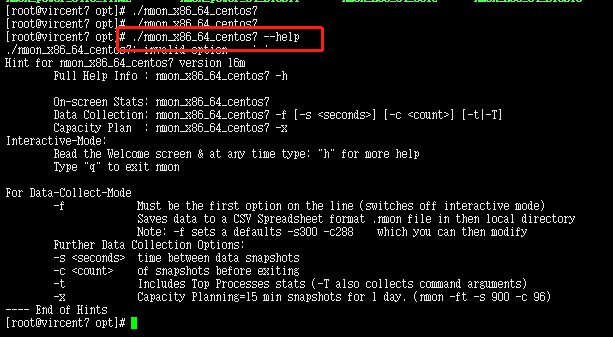 [root@vircent7 opt]# ./nmon_x86_64_centos7
[root@vircent7 opt]# ./nmon_x86_64_centos7
[root@vircent7 opt]# ./nmon_x86_64_centos7 --help
./nmon_x86_64_centos7: invalid option
Hint for nmon_x86_64_centos7 version 16m
Full Help Info : nmon_x86_64_centos7 -h
On-screen Stats: nmon_x86_64_centos7
Data Collection: nmon_x86_64_centos7 -f [-s <seconds>] [-c <count>] [-t|-T]
Capacity Plan  : nmon_x86_64_centos7 -x
Interactive-Mode:
Read the Welcome screen & at any time type: "h" for more help
Type "q" to exit nmon
For Data-Collect-Mode
-f Must be the first option on the line (switches off interactive mode)
Saves data to a CSV Spreadsheet format .nmon file in then local directory
Note: -f sets a defaults -s300 -c288 which you can then modify
Further Data Collection Options:
-s <seconds> time between data snapshots
-c <count> of snapshots before exiting
-t Includes Top Processes stats (-T also collects command arguments)
-x Capacity Planning=15 min snapshots for 1 day. (nmon -ft -s 900 -c 96)
---- End of Hints
[root@vircent7 opt]#